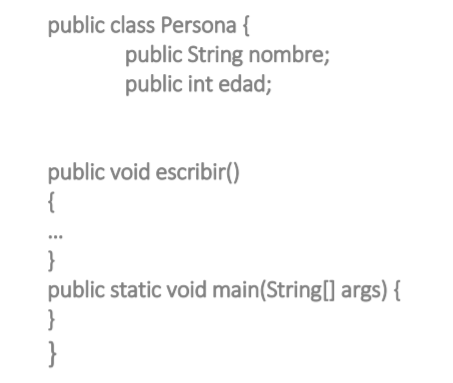 public class Persona {
public String nombre;
public int edad;
public void escribir()
{
...
}
public static void main(String[] args) {
}
}